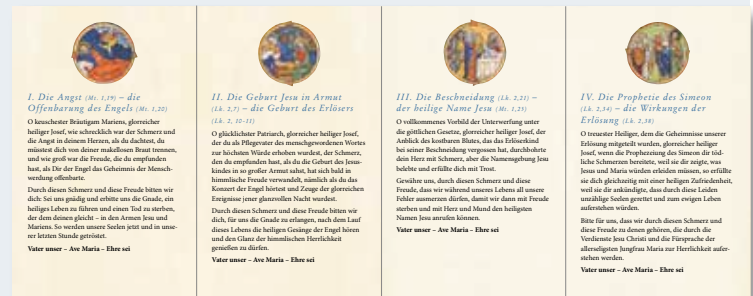 I. Die Angst (Mt. 1,19) – die
Offenbarung des Engels (Mt. 1,20)
O keuschester Bräutigam Mariens, glorreicher
heiliger Josef, wie schrecklich war der Schmerz und
die Angst in deinem Herzen, als du dachtest, du
müsstest dich von deiner makellosen Braut trennen,
und wie groß war die Freude, die du empfunden
hast, als Dir der Engel das Geheimnis der Mensch-
werdung offenbarte.
Durch diesen Schmerz und diese Freude bitten wir
dich: Sei uns gnädig und erbitte uns die Gnade, ein
heiliges Leben zu führen und einen Tod zu sterben,
der dem deinen gleicht – in den Armen Jesu und
Mariens. So werden unsere Seelen jetzt und in unse-
rer letzten Stunde getröstet.
Vater unser – Ave Maria – Ehre sei
II. Die Geburt Jesu in Armut
(Lk. 2,7) – die Geburt des Erlösers
(Lk. 2, 10-11)
O glücklichster Patriarch, glorreicher heiliger Josef,
der du als Pflegevater des menschgewordenen Wortes
zur höchsten Würde erhoben wurdest, der Schmerz,
den du empfunden hast, als du die Geburt des Jesus-
kindes in so großer Armut sahst, hat sich bald in
himmlische Freude verwandelt, nämlich als du das
Konzert der Engel hörtest und Zeuge der glorreichen
Ereignisse jener glanzvollen Nacht wurdest.
Durch diesen Schmerz und diese Freude bitten wir
dich, für uns die Gnade zu erlangen, nach dem Lauf
dieses Lebens die heiligen Gesänge der Engel hören
und den Glanz der himmlischen Herrlichkeit
genießen zu dürfen.
Vater unser – Ave Maria – Ehre sei
III. Die Beschneidung (Lk. 2,21) –
der heilige Name Jesu (Mt. 1,25)
O vollkommenes Vorbild der Unterwerfung unter
die göttlichen Gesetze, glorreicher heiliger Josef, der
Anblick des kostbaren Blutes, das das Erlöserkind
bei seiner Beschneidung vergossen hat, durchbohrte
dein Herz mit Schmerz, aber die Namensgebung Jesu
belebte und erfüllte dich mit Trost.
Gewähre uns, durch diesen Schmerz und diese
Freude, dass wir während unseres Lebens all unsere
Fehler ausmerzen dürfen, damit wir dann mit Freude
sterben und mit Herz und Mund den heiligsten
Namen Jesu anrufen können.
Vater unser – Ave Maria – Ehre sei
IV. Die Prophetie des Simeon
(Lk. 2,34) – die Wirkungen der
Erlösung (Lk. 2,38)
O treuester Heiliger, dem die Geheimnisse unserer
Erlösung mitgeteilt wurden, glorreicher heiliger
Josef, wenn die Prophezeiung des Simeon dir töd-
liche Schmerzen bereitete, weil sie dir zeigte, was
Jesus und Maria würden erleiden müssen, so erfüllte
sie dich gleichzeitig mit einer heiligen Zufriedenheit,
weil sie dir ankündigte, dass durch diese Leiden
unzählige Seelen gerettet und zum ewigen Leben
auferstehen würden.
Bitte für uns, dass wir durch diesen Schmerz und
diese Freude zu denen gehören, die durch die
Verdienste Jesu Christi und die Fürsprache der
allerseligsten Jungfrau Maria zur Herrlichkeit aufer-
stehen werden.
Vater unser – Ave Maria – Ehre sei